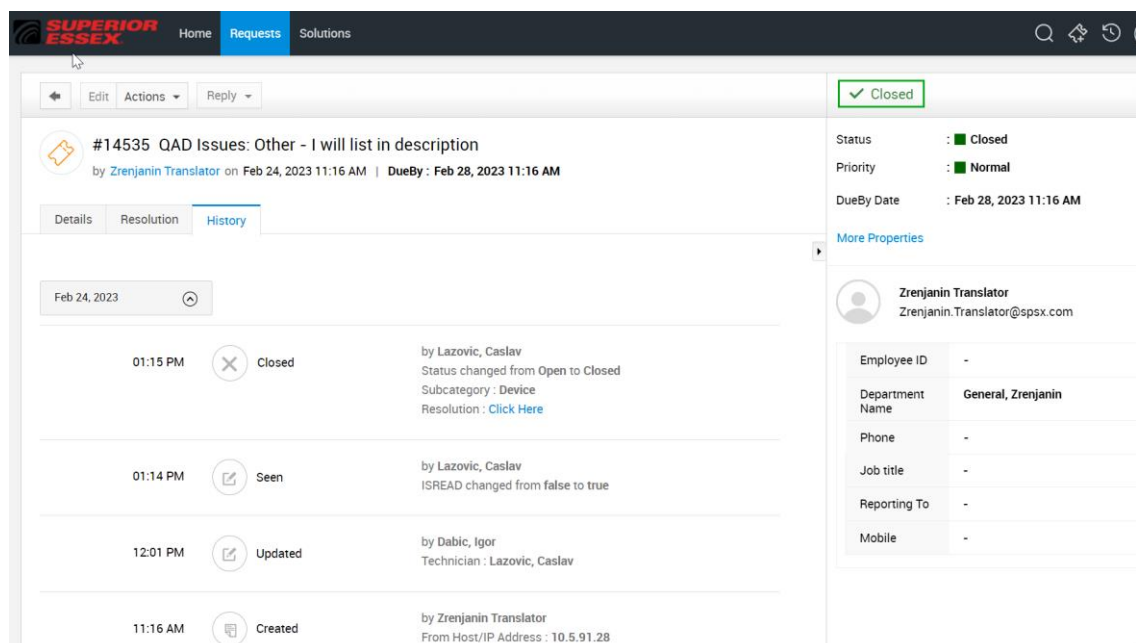 SUPERIOR
ESSEX
Home Requests Solutions
Edit Actions Reply
#14535 QAD Issues: Other - I will list in description
by Zrenjanin Translator on Feb 24, 2023 11:16 AM | DueBy : Feb 28, 2023 11:16 AM
Details Resolution History
Feb 24, 2023
01:15 PM Closed by Lazovic, Caslav
Status changed from Open to Closed
Subcategory : Device
Resolution : Click Here
01:14 PM Seen by Lazovic, Caslav
ISREAD changed from false to true
12:01 PM Updated by Dabic, Igor
Technician : Lazovic, Caslav
11:16 AM Created by Zrenjanin Translator
From Host/IP Address : 10.5.91.28
Closed
Status : Closed
Priority : Normal
DueBy Date : Feb 28, 2023 11:16 AM
More Properties
Zrenjanin Translator
Zrenjanin.Translator@spsx.com
Employee ID -
Department Name General, Zrenjanin
Phone -
Job title -
Reporting To -
Mobile -